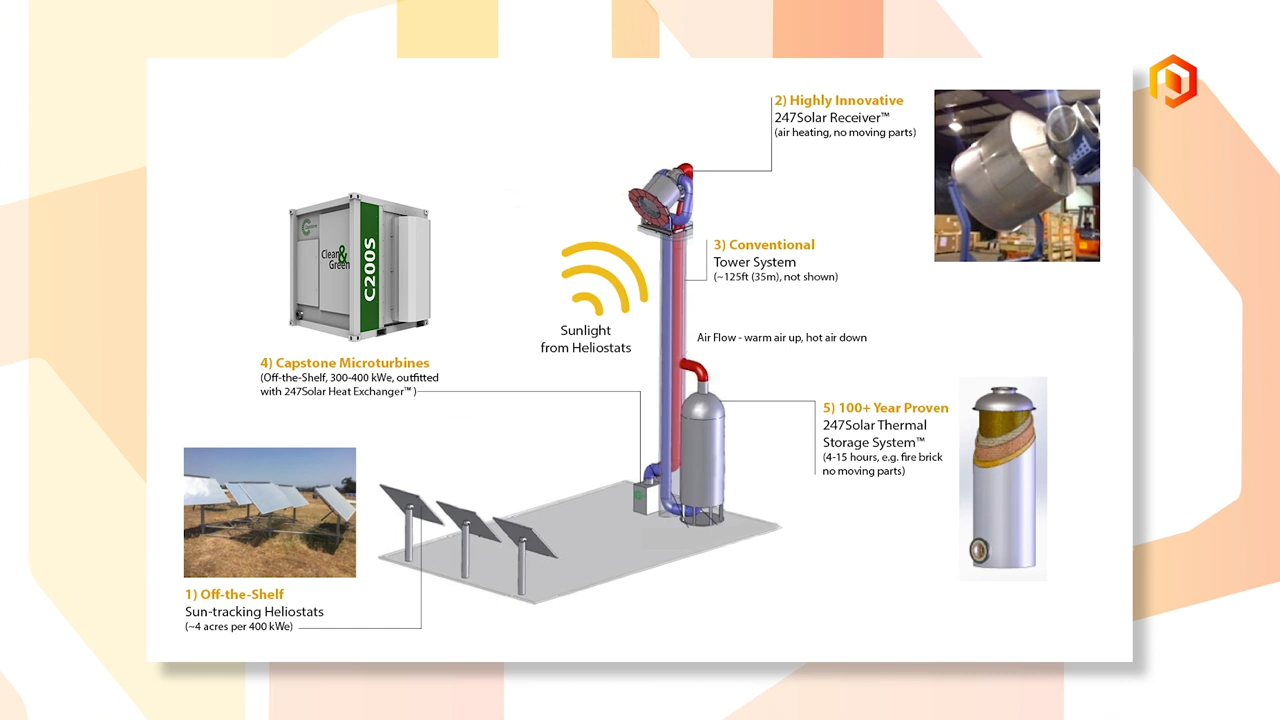 2) Highly Innovative
247Solar Receiver™
(air heating, no moving parts)
3) Conventional
Tower System
(~125ft (35m), not shown)
Clean&
Green
C200S
Sunlight
from Heliostats
Air Flow - warm air up, hot air down
4) Capstone Microturbines
(Off-the-Shelf, 300-400 kWe, outfitted
with 247Solar Heat Exchanger™ )
5) 100+ Year Proven
247Solar Thermal
Storage System™
(4-15 hours, e.g. fire brick
no moving parts)
1) Off-the-Shelf
Sun-tracking Heliostats
(~4 acres per 400 kWe)